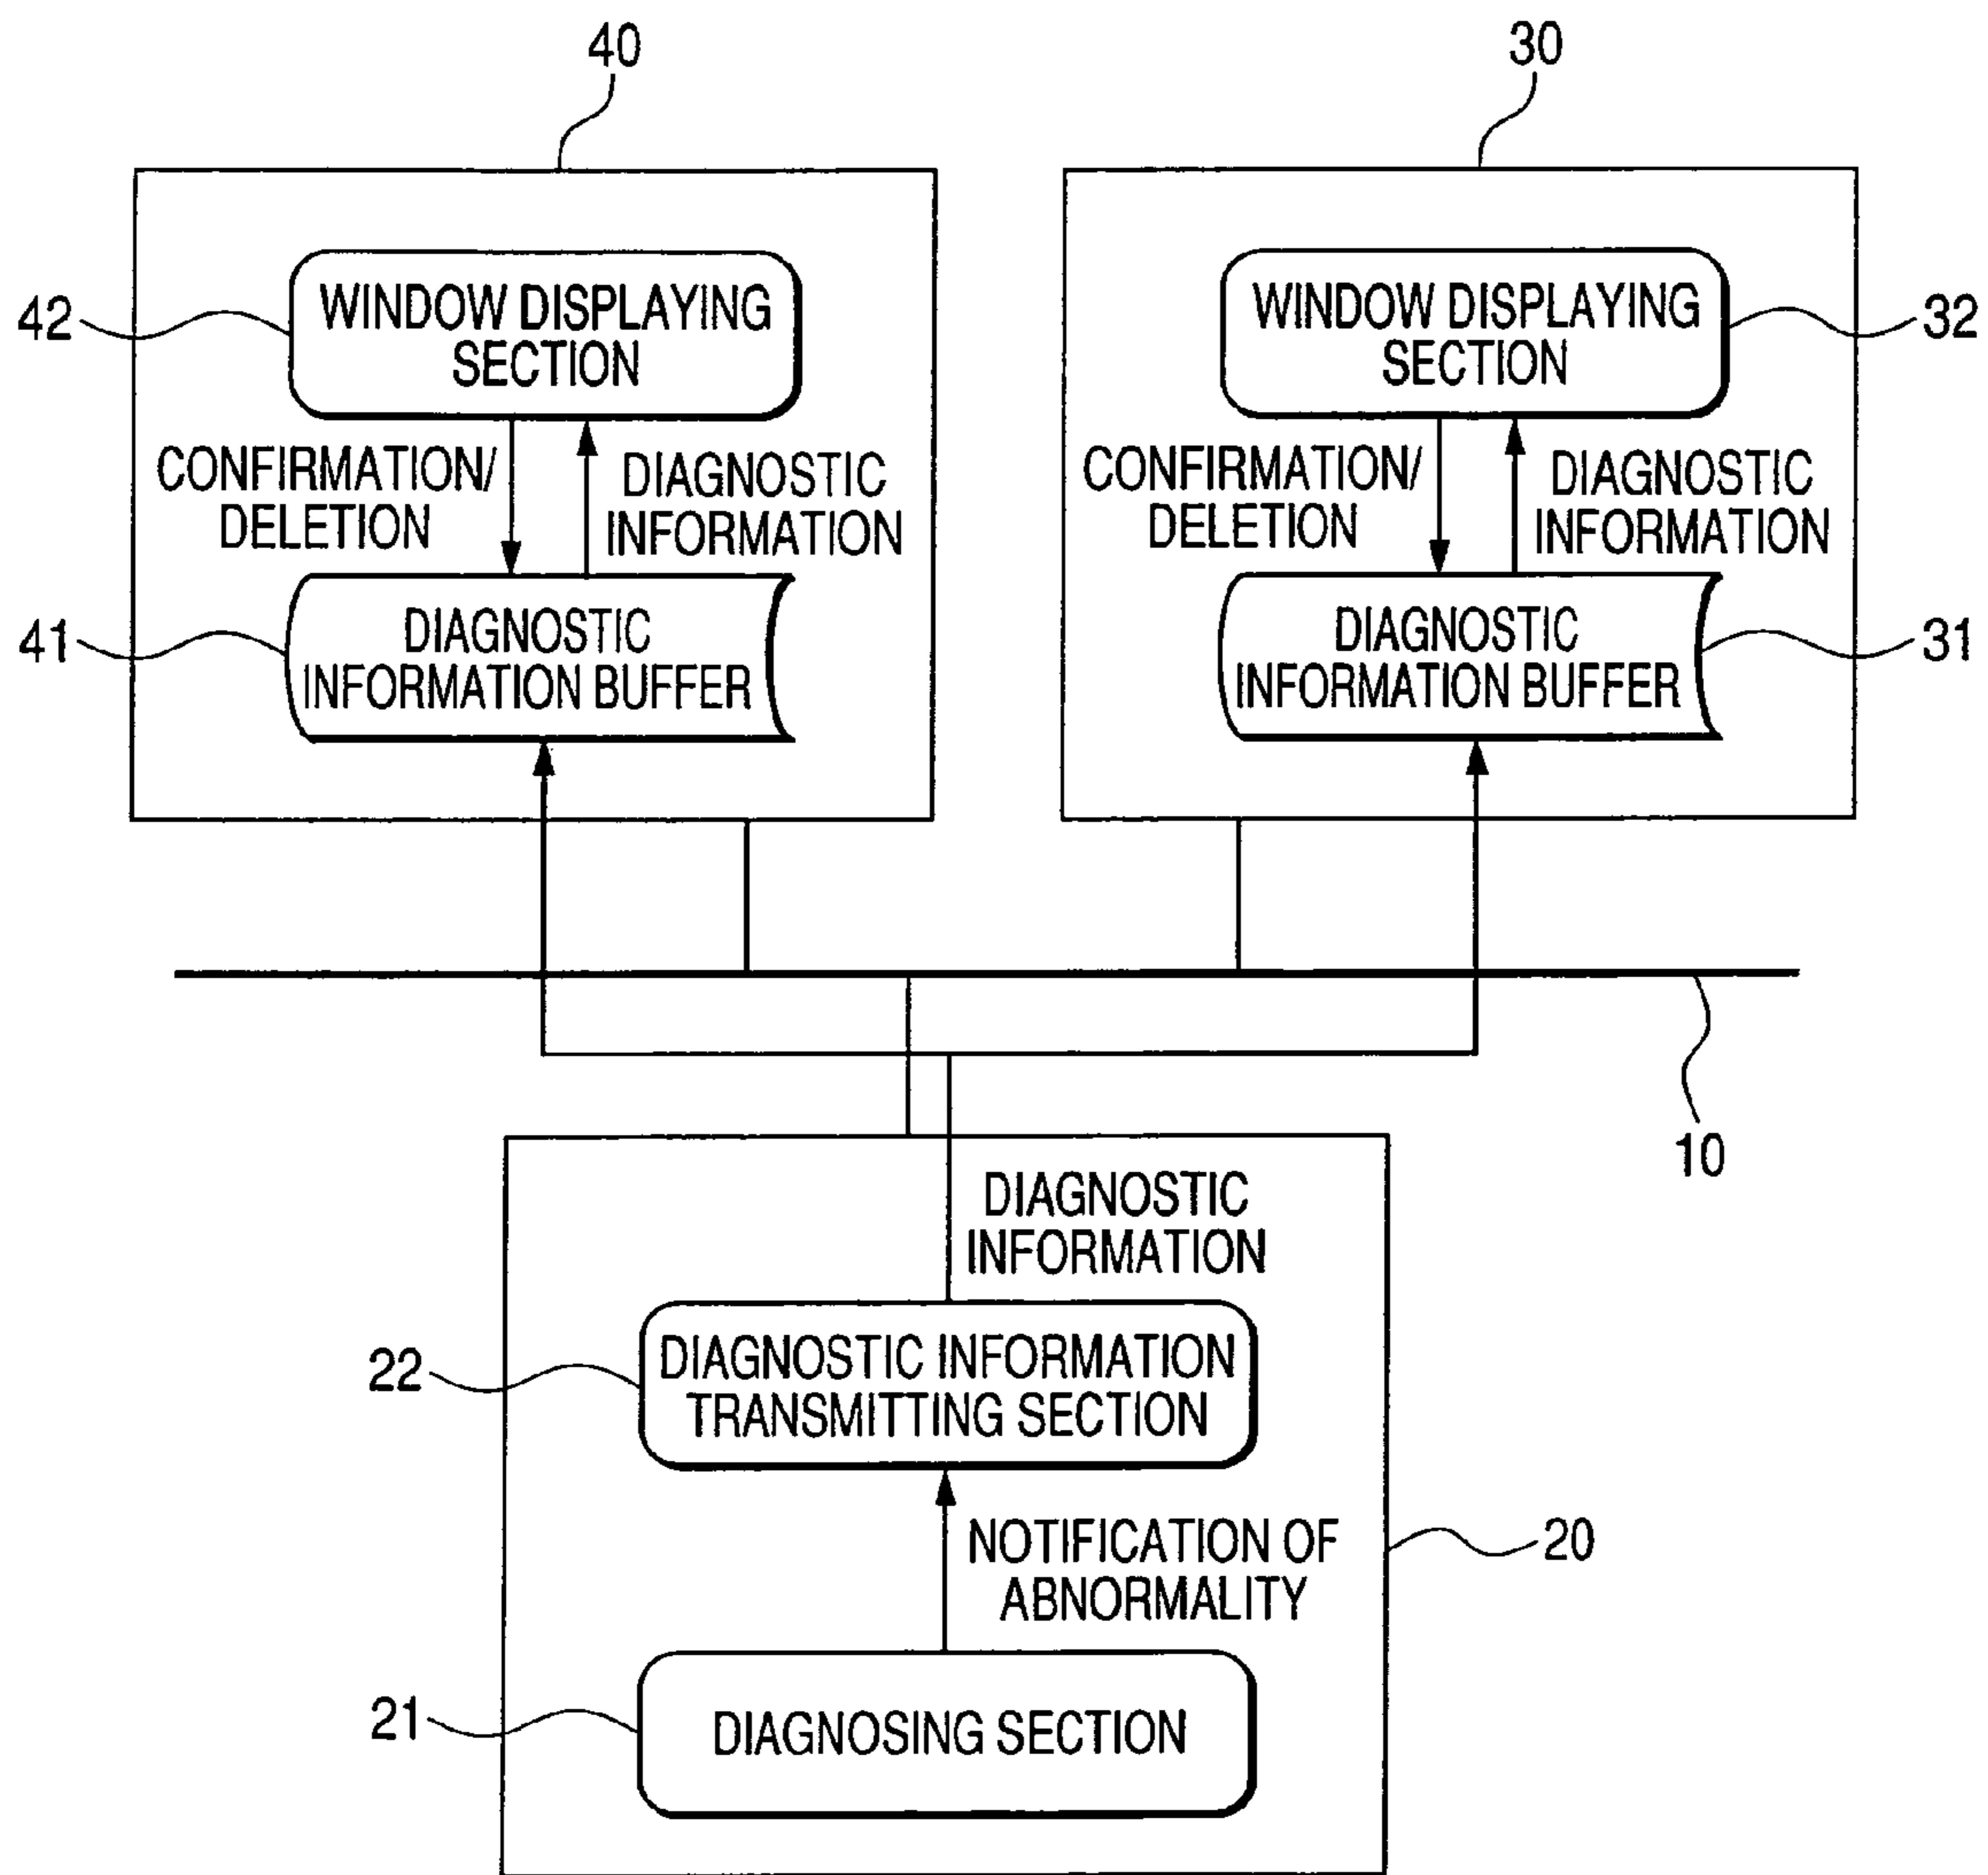 40
30
WINDOW DISPLAYING
SECTION
42
CONFIRMATION/
DELETION
DIAGNOSTIC
INFORMATION
DIAGNOSTIC
INFORMATION BUFFER
41
WINDOW DISPLAYING
SECTION
32
CONFIRMATION/
DELETION
DIAGNOSTIC
INFORMATION
DIAGNOSTIC
INFORMATION BUFFER
31
10
DIAGNOSTIC
INFORMATION
22
DIAGNOSTIC INFORMATION
TRANSMITTING SECTION
NOTIFICATION OF
ABNORMALITY
20
21
DIAGNOSING SECTION